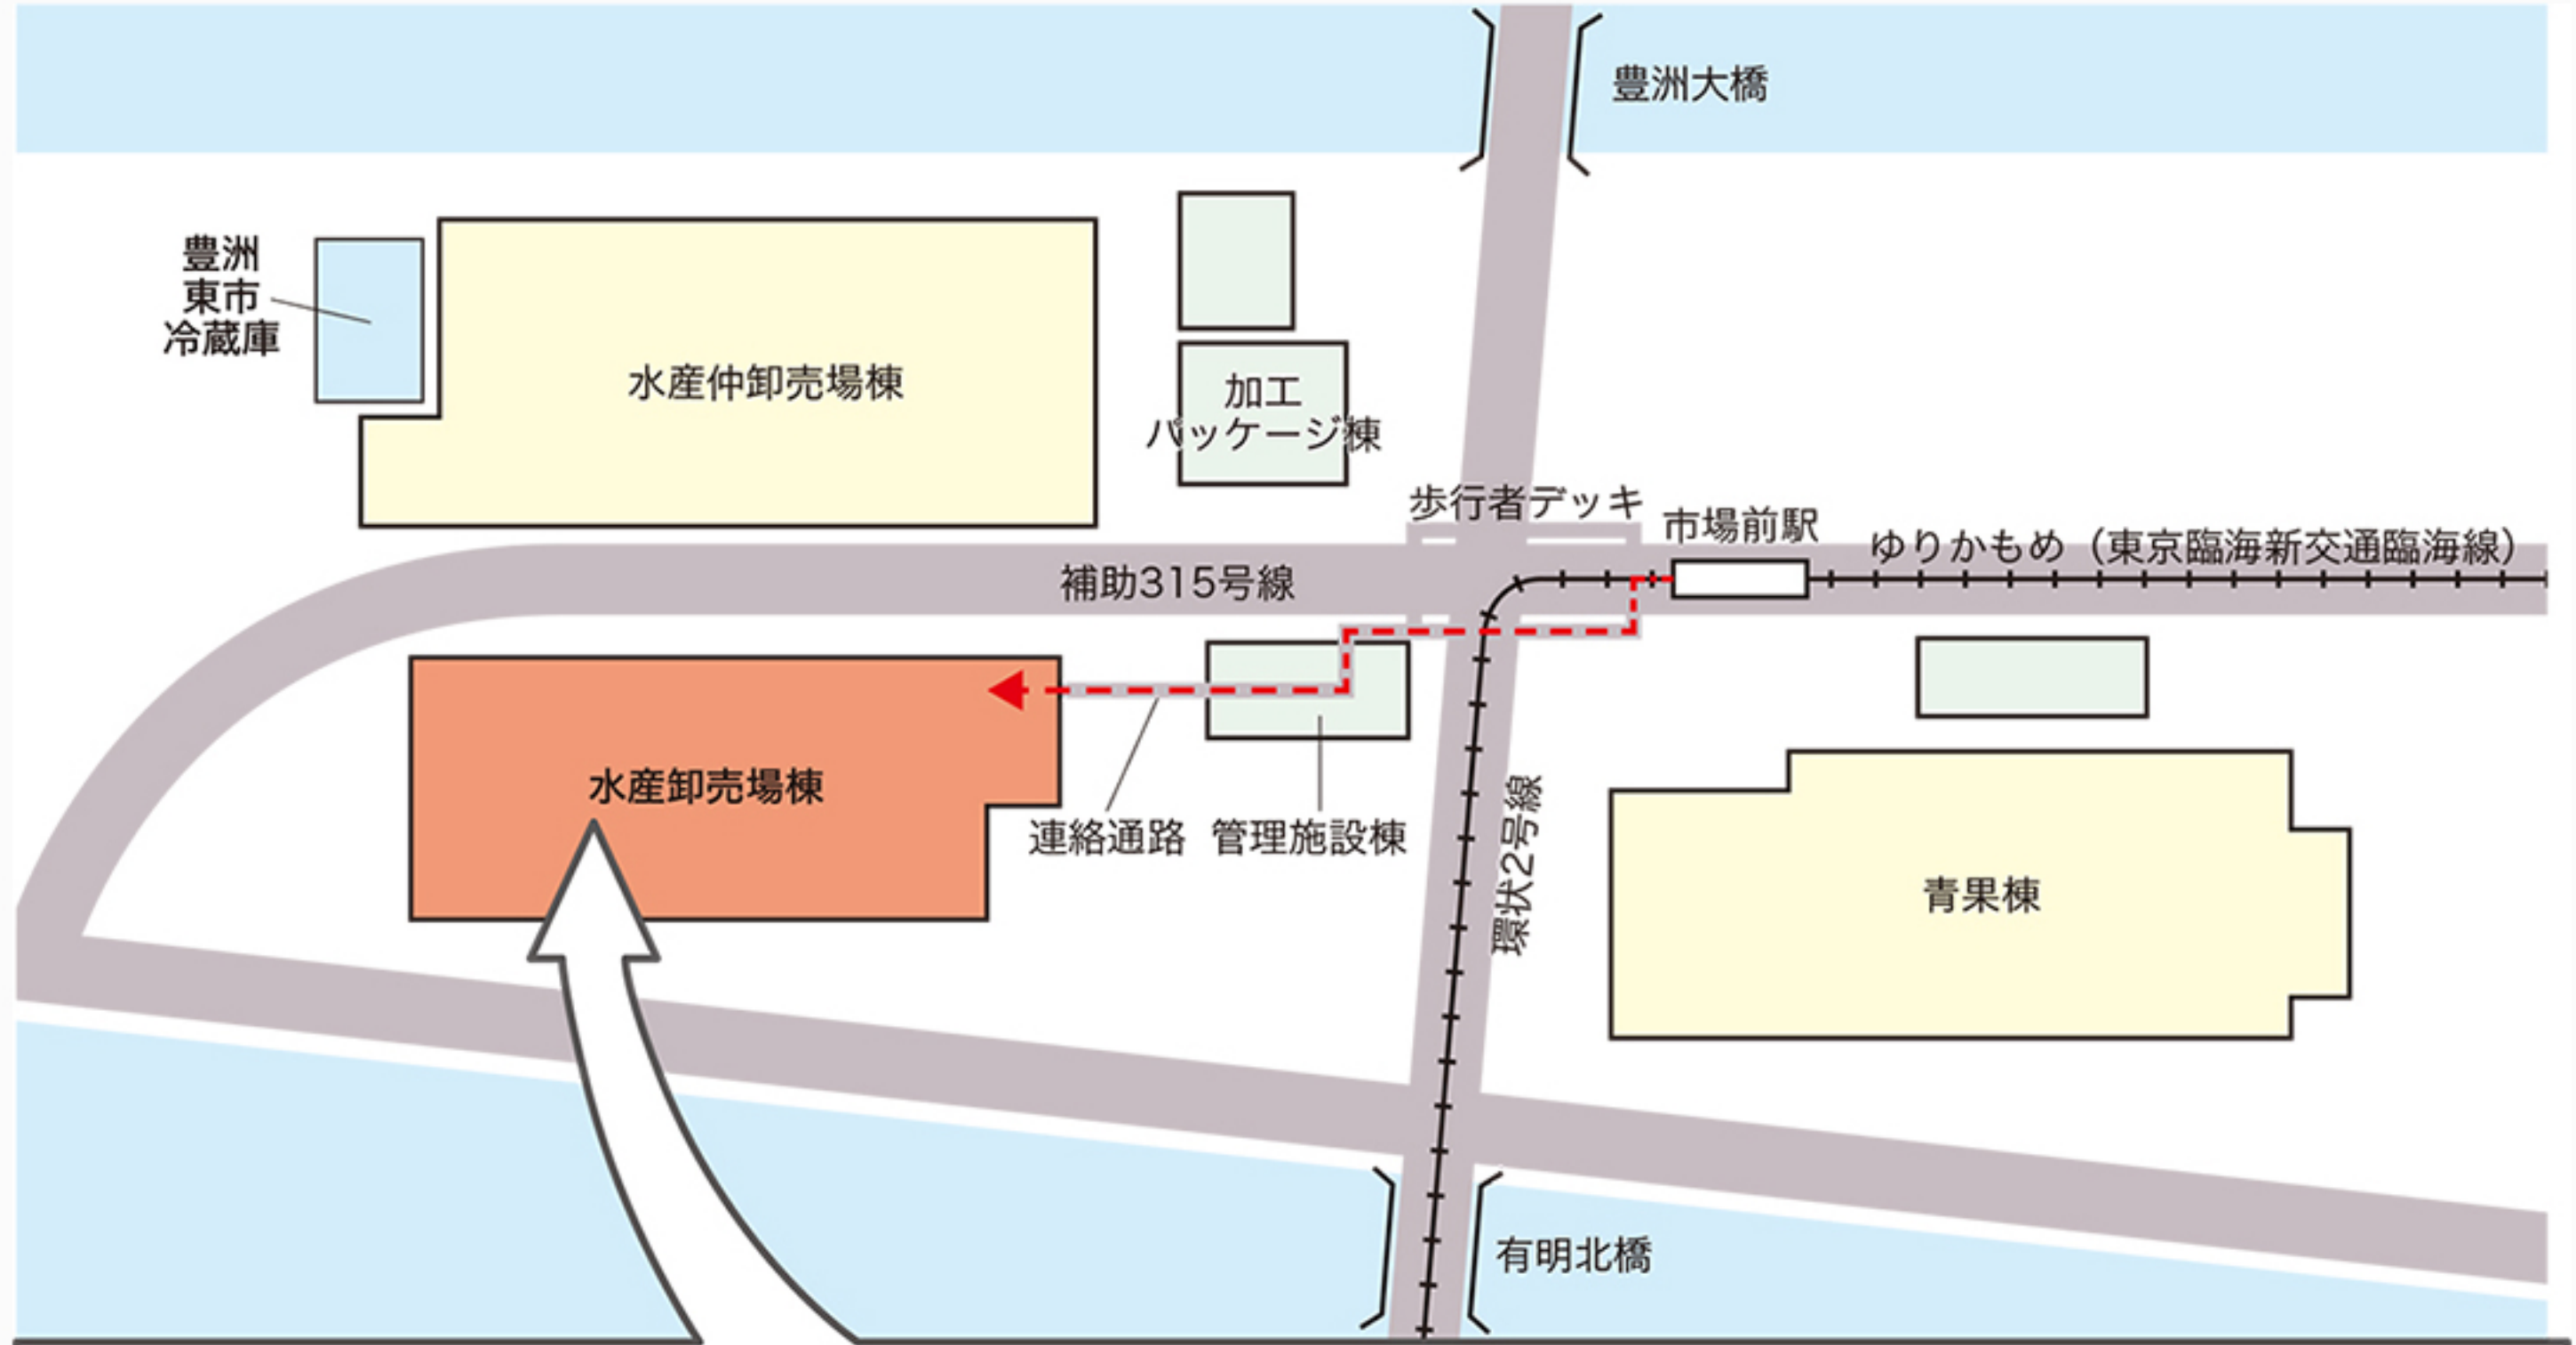 豊洲大橋
豊洲
東市
冷蔵庫
水産仲卸売場棟
加工
パッケージ棟
歩行者デッキ
市場前駅
ゆりかもめ（東京臨海新交通臨海線）
補助315号線
水産卸売場棟
連絡通路
管理施設棟
環状2号線
青果棟
有明北橋